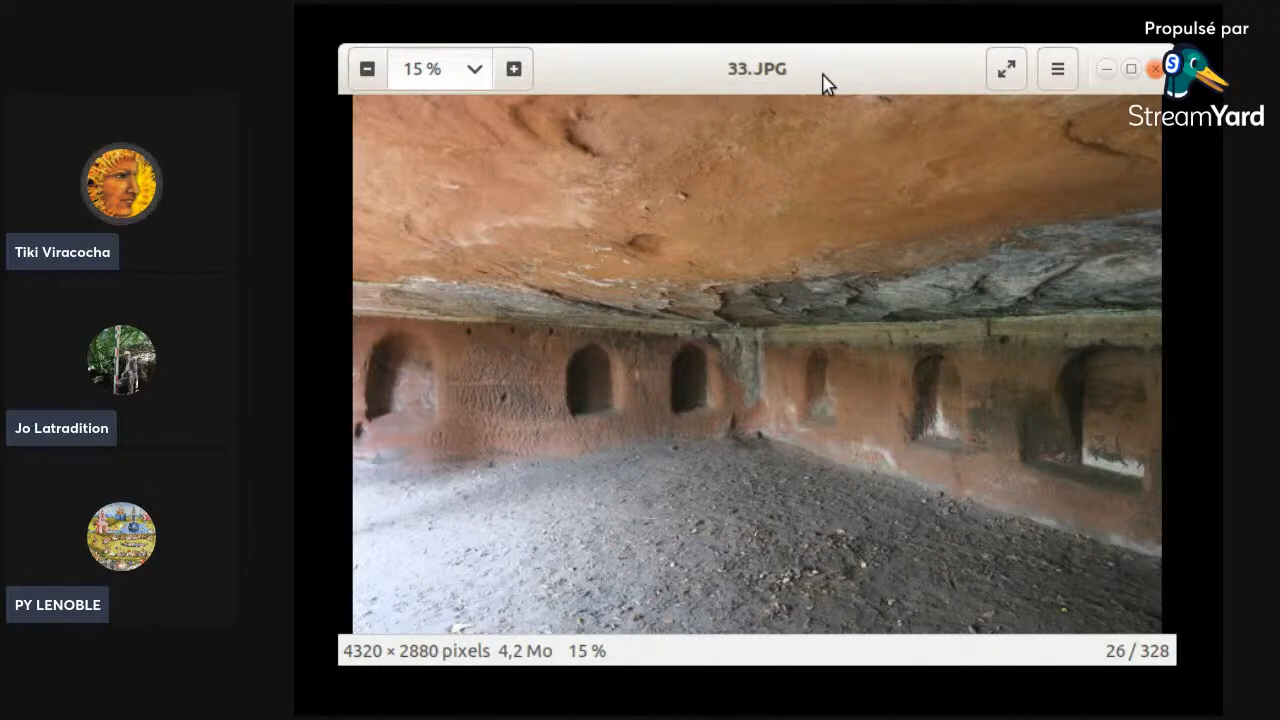 Propulsé par
StreamYard
15 %
33.JPG
Tiki Viracocha
Jo Latradition
PY LENOBLE
4320 × 2880 pixels 4,2 Mo 15 %
26 / 328